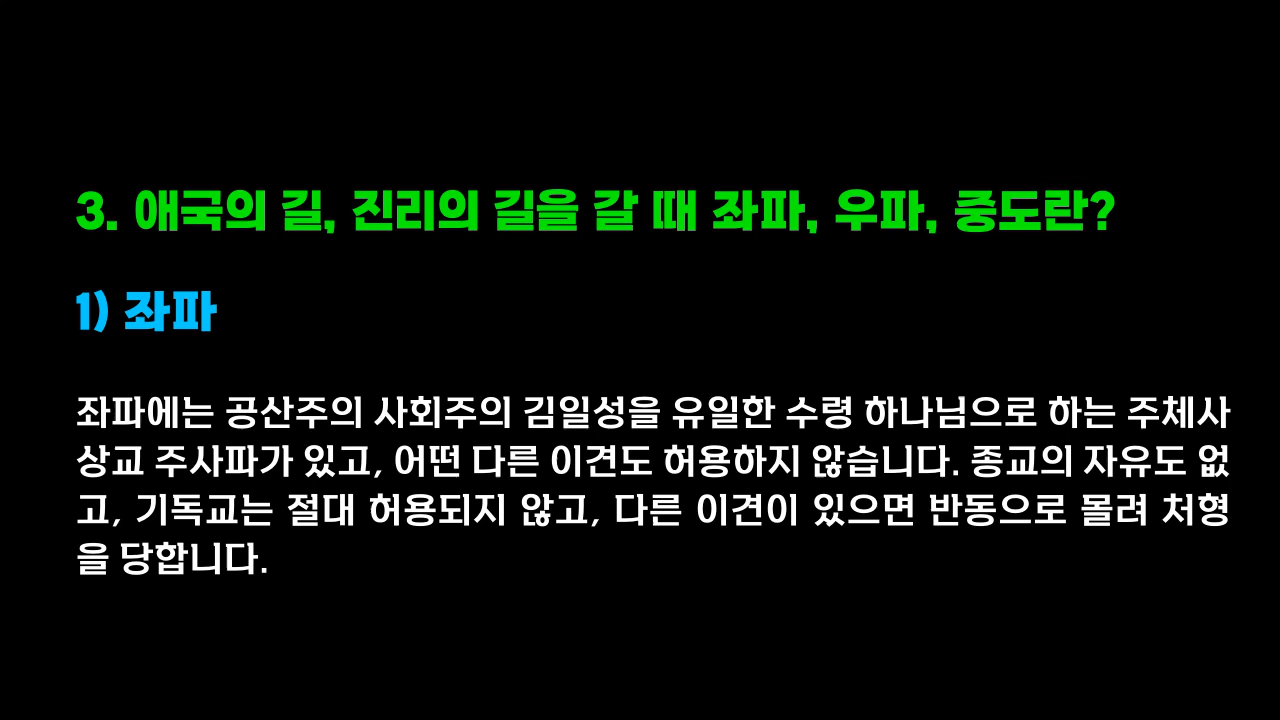 3. 애국의 길, 진리의 길을 갈 때 좌파, 우파, 중도란?
1) 좌파
좌파에는 공산주의 사회주의 김일성을 유일한 수령 하나님으로 하는 주체사
상교 주사파가 있고, 어떤 다른 이견도 허용하지 않습니다. 종교의 자유도 없
고, 기독교는 절대 허용되지 않고, 다른 이견이 있으면 반동으로 몰려 처형
을 당합니다.